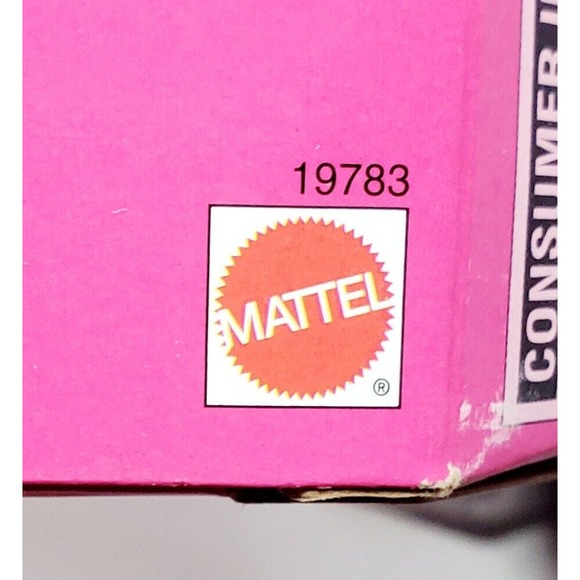 19783
MATTEL
®
CONSUMER